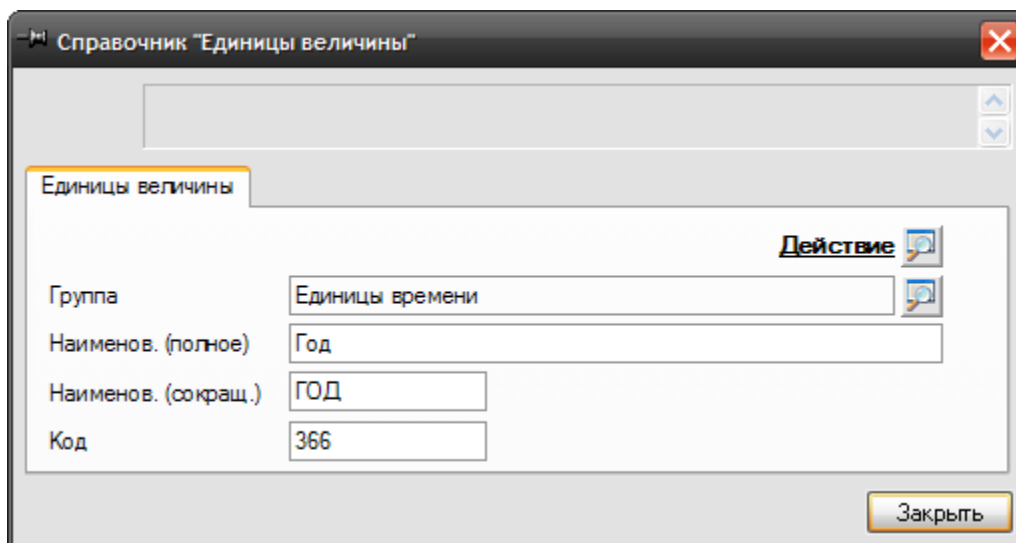 Справочник "Единицы величины"
Единицы величины
Действие
Группа Единицы времени
Наименов. (полное) Год
Наименов. (сокращ.) ГОД
Код 366
Закрыть